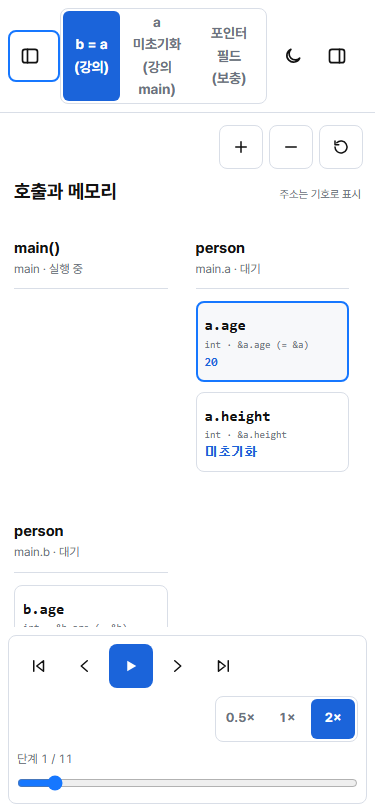 b = a
(강의)
a
미초기화
(강의
main)
포인터
필드
(보충)
호출과 메모리
주소는 기호로 표시
main()
main · 실행 중
person
main.a · 대기
a.age
int · &a.age (= &a)
20
a.height
int · &a.height
미초기화
person
main.b · 대기
b.age
0.5×
1×
2×
단계 1 / 11